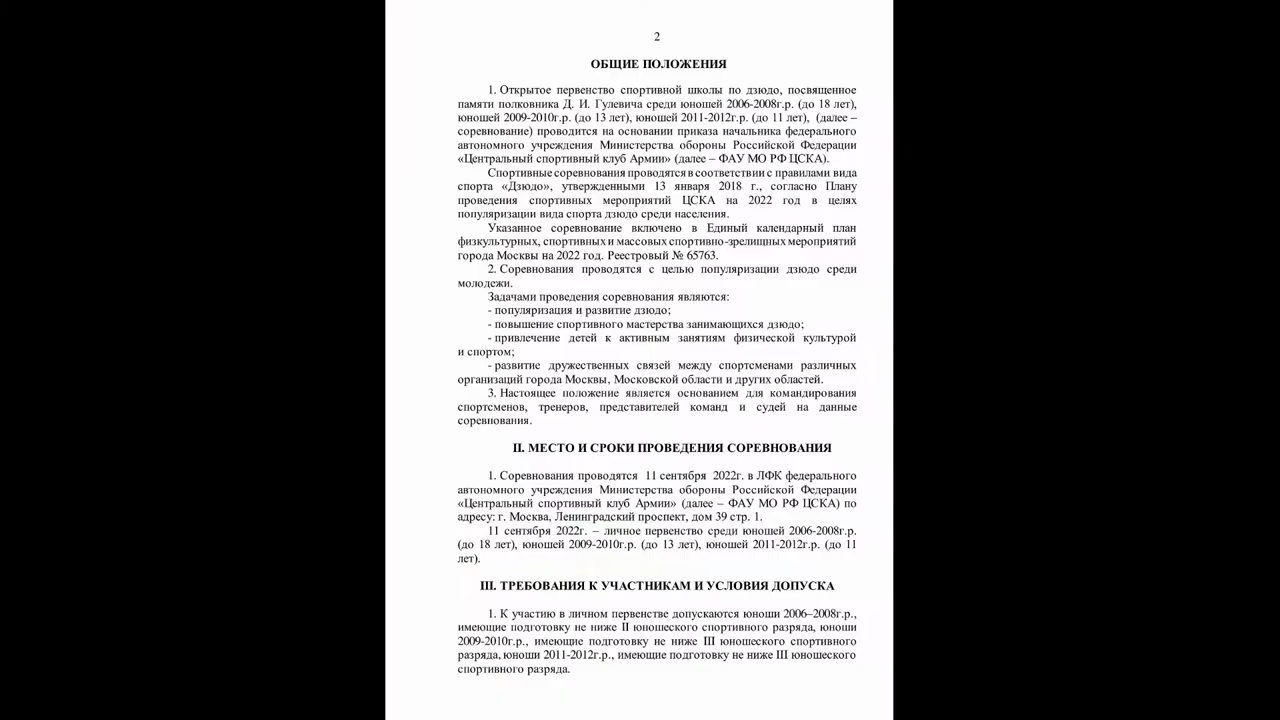 2
ОБЩИЕ ПОЛОЖЕНИЯ
1. Открытое первенство спортивной школы по дзюдо, посвященное
памяти полковника Д. И. Гулевича среди юношей 2006-2008г.р. (до 18 лет),
юношей 2009-2010г.р. (до 13 лет), юношей 2011-2012г.р. (до 11 лет), (далее –
соревнование) проводится на основании приказа начальника федерального
автономного учреждения Министерства обороны Российской Федерации
«Центральный спортивный клуб Армии» (далее – ФАУ МО РФ ЦСКА).
Спортивные соревнования проводятся в соответствии с правилами вида
спорта «Дзюдо», утвержденными 13 января 2018 г., согласно Плану
проведения спортивных мероприятий ЦСКА на 2022 год в целях
популяризации вида спорта дзюдо среди населения.
Указанное соревнование включено в Единый календарный план
физкультурных, спортивных и массовых спортивно-зрелищных мероприятий
города Москвы на 2022 год. Реестровый № 65763.
2. Соревнования проводятся с целью популяризации дзюдо среди
молодежи.
Задачами проведения соревнования являются:
- популяризация и развитие дзюдо;
- повышение спортивного мастерства занимающихся дзюдо;
- привлечение детей к активным занятиям физической культурой
и спортом;
- развитие дружественных связей между спортсменами различных
организаций города Москвы, Московской области и других областей.
3. Настоящее положение является основанием для командирования
спортсменов, тренеров, представителей команд и судей на данные
соревнования.
II. МЕСТО И СРОКИ ПРОВЕДЕНИЯ СОРЕВНОВАНИЯ
1. Соревнования проводятся 11 сентября 2022г. в ЛФК федерального
автономного учреждения Министерства обороны Российской Федерации
«Центральный спортивный клуб Армии» (далее – ФАУ МО РФ ЦСКА) по
адресу: г. Москва, Ленинградский проспект, дом 39 стр. 1.
11 сентября 2022г. – личное первенство среди юношей 2006-2008г.р.
(до 18 лет), юношей 2009-2010г.р. (до 13 лет), юношей 2011-2012г.р. (до 11
лет).
III. ТРЕБОВАНИЯ К УЧАСТНИКАМ И УСЛОВИЯ ДОПУСКА
1. К участию в личном первенстве допускаются юноши 2006–2008г.р.,
имеющие подготовку не ниже II юношеского спортивного разряда, юноши
2009-2010г.р., имеющие подготовку не ниже III юношеского спортивного
разряда, юноши 2011-2012г.р., имеющие подготовку не ниже III юношеского
спортивного разряда.